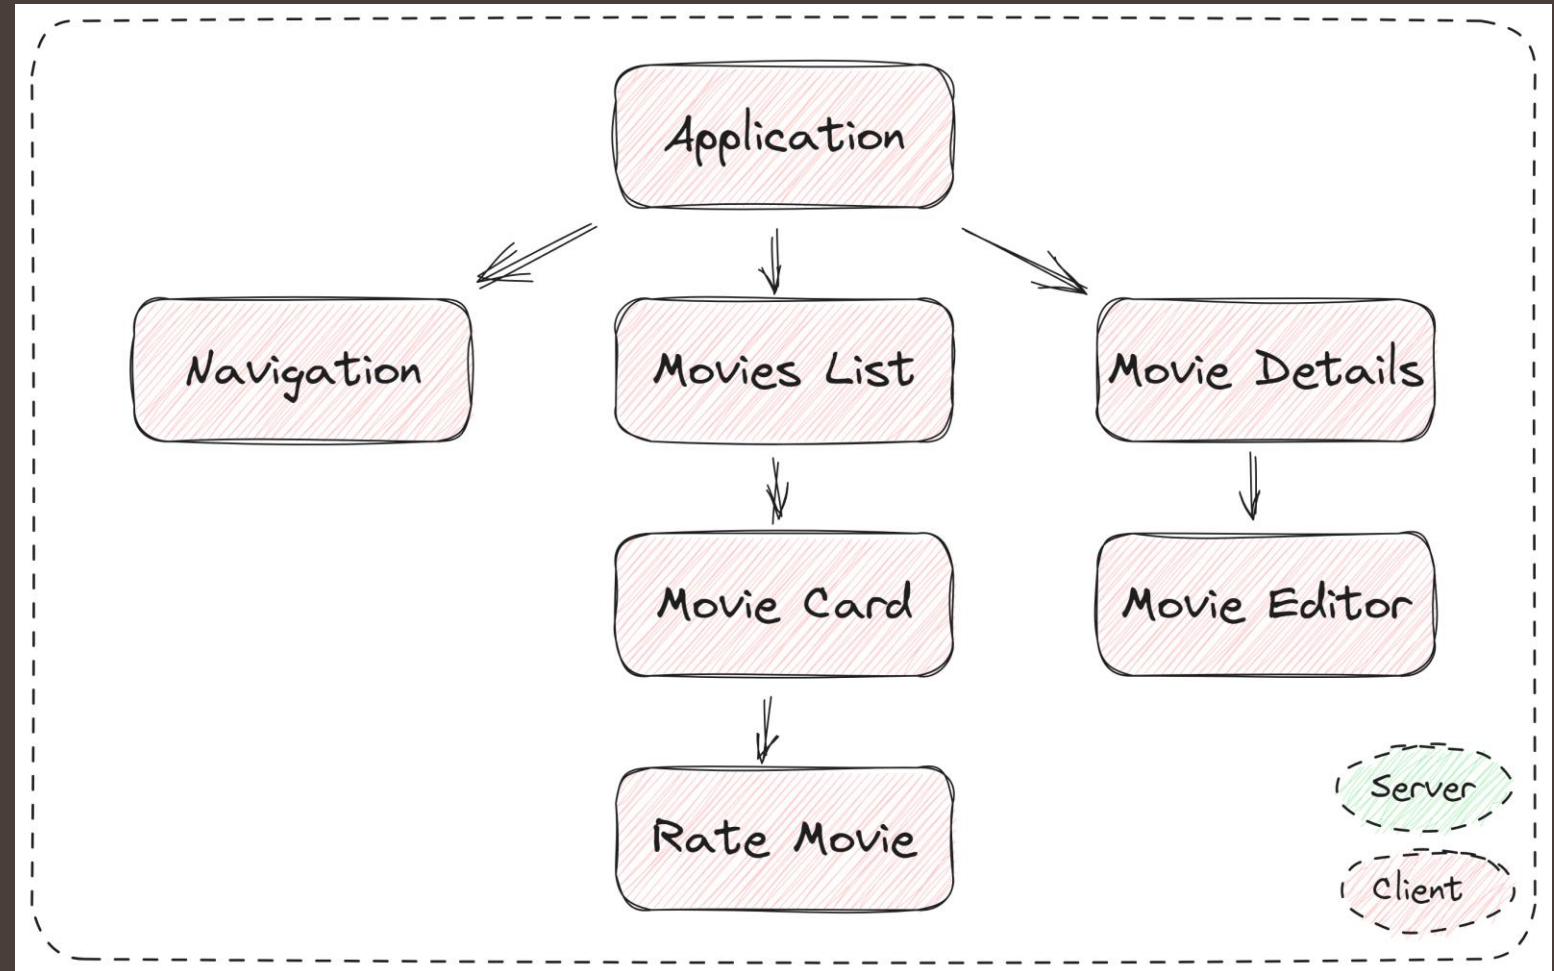 Application
Navigation
Movies List
Movie Details
Movie Card
Movie Editor
Rate Movie
Server
Client